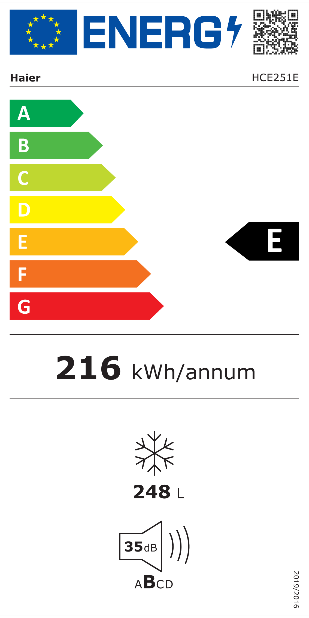 ENERG
Haier HCE251E
A
B
C
D
E
E
F
G
216 kWh/annum
248 L
35dB
ABCD
2019/2016